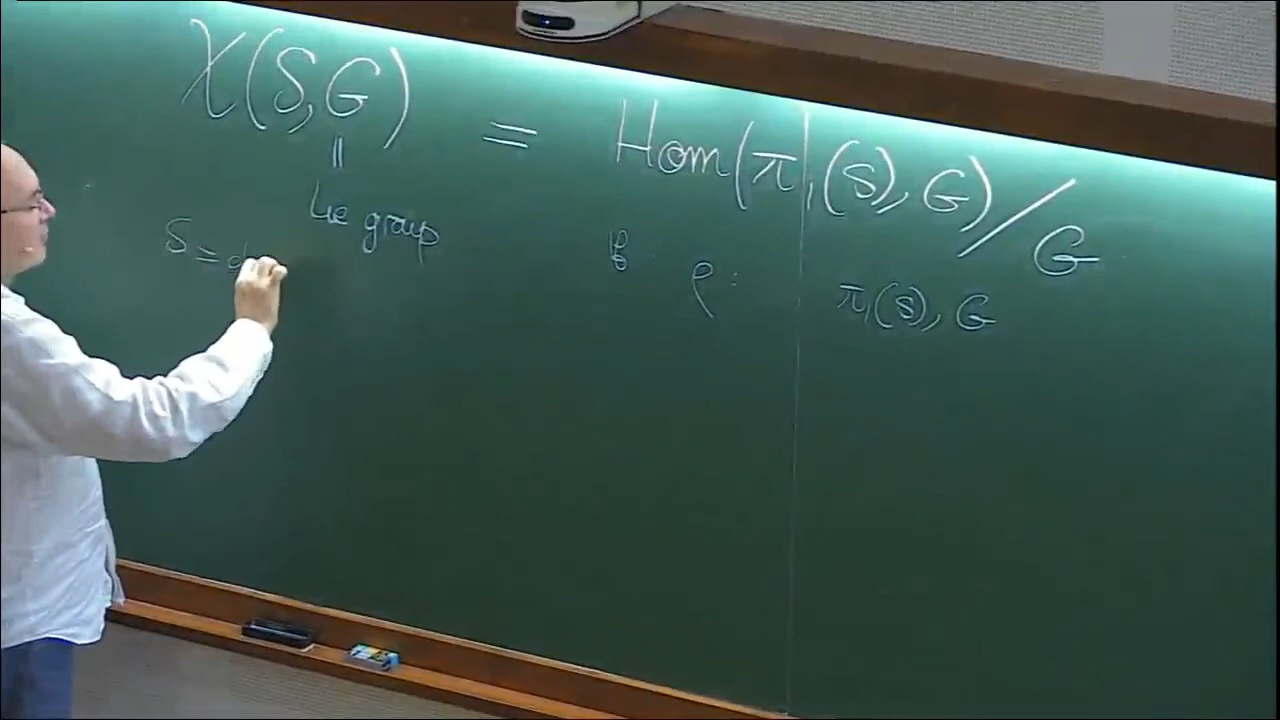 χ(S, G) = Hom(π₁(S), G)/G
||
Lie group
ρ : π₁(S), G
S =